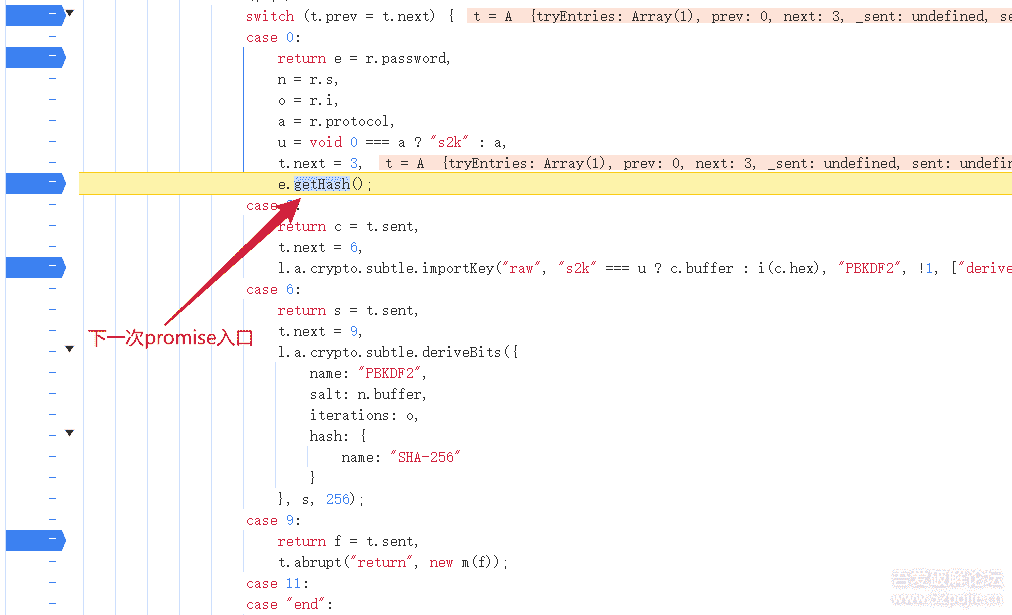 switch (t.prev = t.next) { t = A {tryEntries: Array(1), prev: 0, next: 3, _sent: undefined, se
case 0:
return e = r.password,
n = r.s,
o = r.i,
a = r.protocol,
u = void 0 === a ? "s2k" : a,
t.next = 3, t = A {tryEntries: Array(1), prev: 0, next: 3, _sent: undefined, sent: undefin
e.getHash();
case 3:
return c = t.sent,
t.next = 6,
l.a.crypto.subtle.importKey("raw", "s2k" === u ? c.buffer : i(c.hex), "PBKDF2", !1, ["derive
case 6:
return s = t.sent,
t.next = 9,
下一次promise入口
l.a.crypto.subtle.deriveBits({
name: "PBKDF2",
salt: n.buffer,
iterations: o,
hash: {
name: "SHA-256"
}
}, s, 256);
case 9:
return f = t.sent,
t.abrupt("return", new m(f));
case 11:
case "end":
吾爱破解论坛
www.52pojie.cn